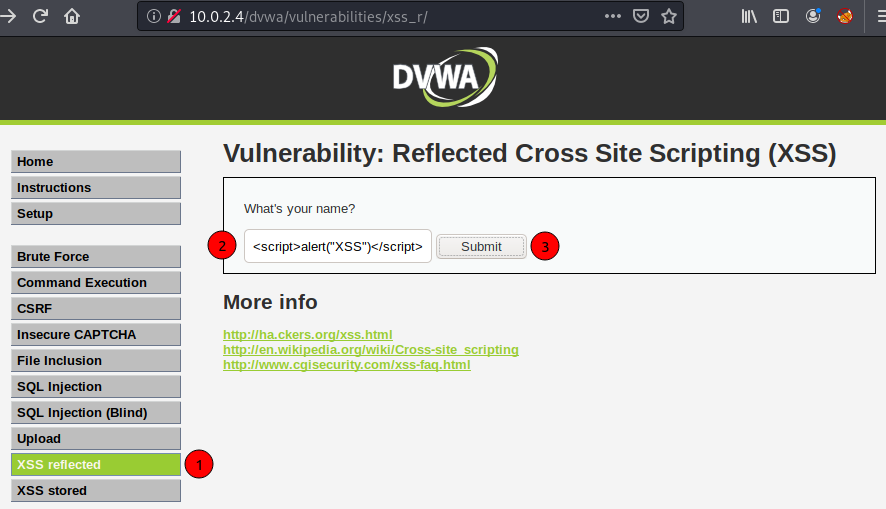 10.0.2.4/dvwa/vulnerabilities/xss_r/
DVWA
Home
Instructions
Setup
Brute Force
Command Execution
CSRF
Insecure CAPTCHA
File Inclusion
SQL Injection
SQL Injection (Blind)
Upload
XSS reflected 1
XSS stored
Vulnerability: Reflected Cross Site Scripting (XSS)
What's your name?
2 <script>alert("XSS")</script> Submit 3
More info
http://ha.ckers.org/xss.html
http://en.wikipedia.org/wiki/Cross-site_scripting
http://www.cgisecurity.com/xss-faq.html